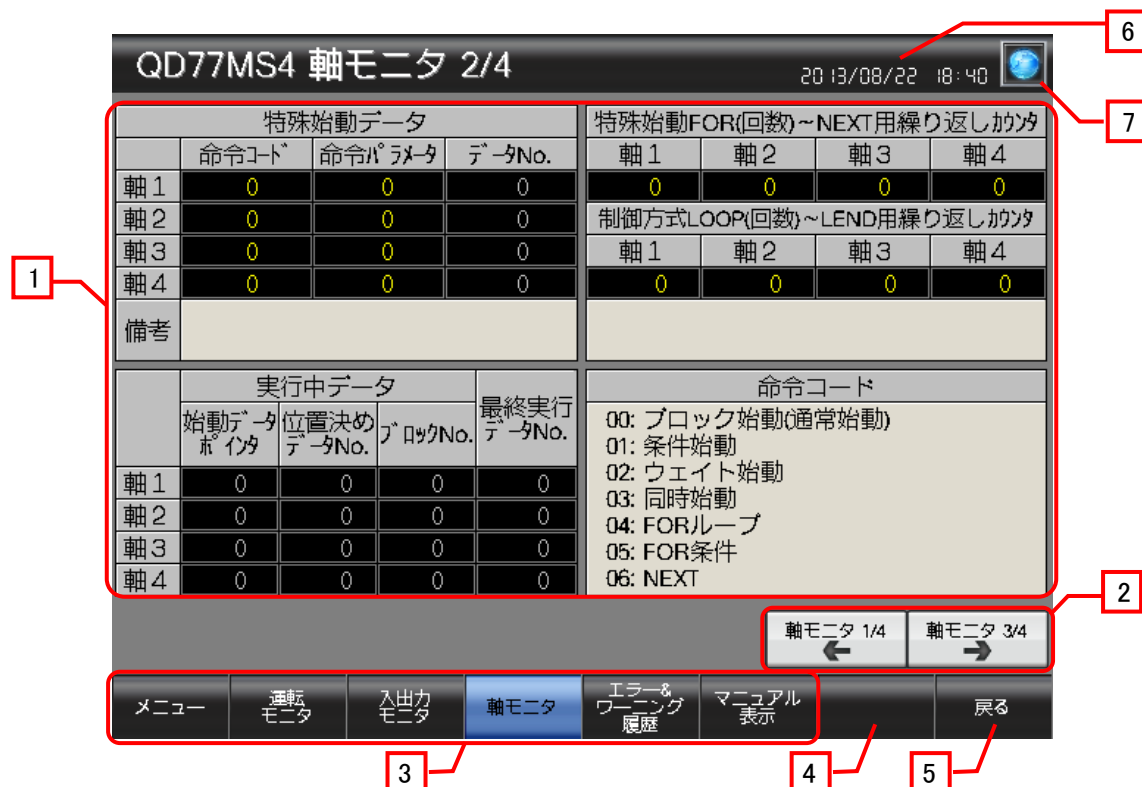 6
QD77MS4 軸モニタ 2/4
2013/08/22 18:40
7
特殊始動データ
命令ｺｰﾄﾞ 命令ﾊﾟﾗﾒｰﾀ ﾃﾞｰﾀNo.
軸1 0 0 0
軸2 0 0 0
軸3 0 0 0
軸4 0 0 0
備考
特殊始動FOR(回数)~NEXT用繰り返しｶｳﾝﾀ
軸1 軸2 軸3 軸4
0 0 0 0
制御方式LOOP(回数)~LEND用繰り返しｶｳﾝﾀ
軸1 軸2 軸3 軸4
0 0 0 0
1
実行中データ
始動ﾃﾞｰﾀ
ﾎﾟｲﾝﾀ
位置決め
ﾃﾞｰﾀNo.
ﾌﾞﾛｯｸNo.
最終実行
ﾃﾞｰﾀNo.
軸1 0 0 0 0
軸2 0 0 0 0
軸3 0 0 0 0
軸4 0 0 0 0
命令コード
00: ブロック始動(通常始動)
01: 条件始動
02: ウェイト始動
03: 同時始動
04: FORループ
05: FOR条件
06: NEXT
2
軸モニタ 1/4
軸モニタ 3/4
メニュー
運転
モニタ
入出力
モニタ
軸モニタ
エラー&
ワーニング
履歴
マニュアル
表示
戻る
3
4
5